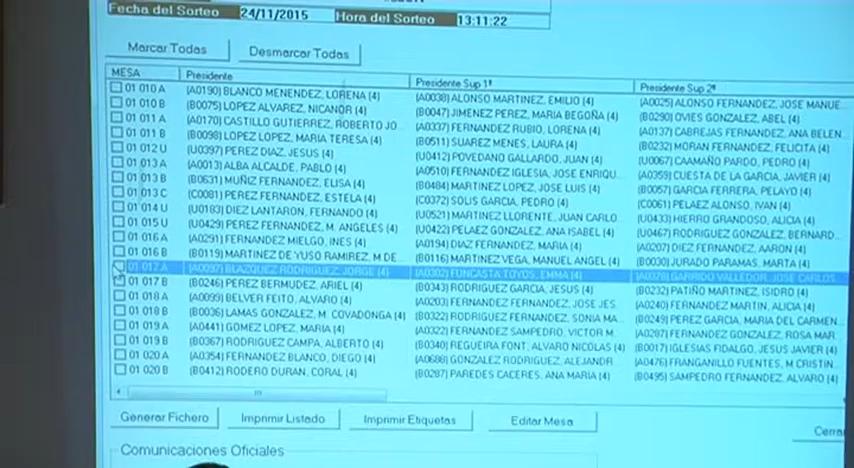 Fecha del Sorteo 24/11/2015 Hora del Sorteo 13:11:22
Marcar Todas Desmarcar Todas
MESA Presidente Presidente Sup 1ª Presidente Sup 2ª
01 010 A (A0190) BLANCO MENENDEZ, LORENA (4) (A0038) ALONSO MARTINEZ, EMILIO (4) (A0025) ALONSO FERNANDEZ, JOSE MANUE...
01 010 B (B0075) LOPEZ ALVAREZ, NICANOR (4) (B0047) JIMENEZ PEREZ, MARIA BEGOÑA (4) (B0290) OVIES GONZALEZ, ABEL (4)
01 011 A (A0170) CASTILLO GUTIERREZ, ROBERTO JO... (A0337) FERNANDEZ RUBIO, LORENA (4) (A0137) CABREJAS FERNANDEZ, ANA BELEN...
01 011 B (B0098) LOPEZ LOPEZ, MARIA TERESA (4) (B0511) SUAREZ MENES, LAURA (4) (B0232) MORAN FERNANDEZ, FELICITA (4)
01 012 U (U0397) PEREZ DIAZ, JESUS (4) (U0412) POVEDANO GALLARDO, JUAN (4) (U0067) CAAMAÑO PARDO, PEDRO (4)
01 013 A (A0013) ALBA ALCALDE, PABLO (4) (A0510) FERNANDEZ IGLESIA, JOSE ENRIQU... (A0359) CUESTA DE LA GARCIA, JAVIER (4)
01 013 B (B0631) MUÑIZ FERNANDEZ, ELISA (4) (B0484) MARTINEZ LOPEZ, JOSE LUIS (4) (B0057) GARCIA FERRERA, PELAYO (4)
01 013 C (C0081) PEREZ FERNANDEZ, ESTELA (4) (C0372) SOLIS GARCIA, PEDRO (4) (C0061) PELAEZ ALONSO, IVAN (4)
01 014 U (U0183) DIEZ LANTARON, FERNANDO (4) (U0521) MARTINEZ LLORENTE, JUAN CARLO... (U0433) HIERRO GRANDOSO, ALICIA (4)
01 015 U (U0429) PEREZ FERNANDEZ, M. ANGELES (4) (U0422) PELAEZ GONZALEZ, ANA ISABEL (4) (U0467) RODRIGUEZ GONZALEZ, BERNARD...
01 016 A (A0291) FERNANDEZ MIELGO, INES (4) (A0194) DIAZ FERNANDEZ, MARIA (4) (A0207) DIEZ FERNANDEZ, AARON (4)
01 016 B (B0119) MARTINEZ DE YUSO RAMIREZ, M DE... (B0116) MARTINEZ VEGA, MANUEL ANGEL (4) (B0030) JURADO PARAMAS, MARTA (4)
01 017 A (A0097) BLAZQUEZ RODRIGUEZ, JORGE (4) (A0302) FUNCASTA TOYOS, EMMA (4) (A0378) GARRIDO VALLEDOR, JOSE CARLOS...
01 017 B (B0246) PEREZ BERMUDEZ, ARIEL (4) (B0343) RODRIGUEZ GARCIA, JESUS (4) (B0232) PATIÑO MARTINEZ, ISIDRO (4)
01 018 A (A0099) BELVER FEITO, ALVARO (4) (A0203) FERNANDEZ FERNANDEZ, JOSE JES... (A0240) FERNANDEZ MARTIN, ALICIA (4)
01 018 B (B0036) LAMAS GONZALEZ, M. COVADONGA (4) (B0322) RODRIGUEZ FERNANDEZ, SONIA MA... (B0249) PEREZ GARCIA, MARIA DEL CARMEN...
01 019 A (A0441) GOMEZ LOPEZ, MARIA (4) (A0322) FERNANDEZ SAMPEDRO, VICTOR M... (A0287) FERNANDEZ GONZALEZ, ROSA MAR...
01 019 B (B0367) RODRIGUEZ CAMPA, ALBERTO (4) (B0340) REGUEIRA FONT, ALVARO NICOLAS (4) (B0017) IGLESIAS FIDALGO, JESUS JAVIER (4)
01 020 A (A0354) FERNANDEZ BLANCO, DIEGO (4) (A0688) GONZALEZ RODRIGUEZ, ALEJANDR... (A0476) FRANGANILLO FUENTES, M CRISTIN...
01 020 B (B0412) RODERO DURAN, CORAL (4) (B0287) PAREDES CACERES, ANA MARIA (4) (B0495) SAMPEDRO FERNANDEZ, ALVARO (4)
Generar Fichero Imprimir Listado Imprimir Etiquetas Editar Mesa Cerra
Comunicaciones Oficiales